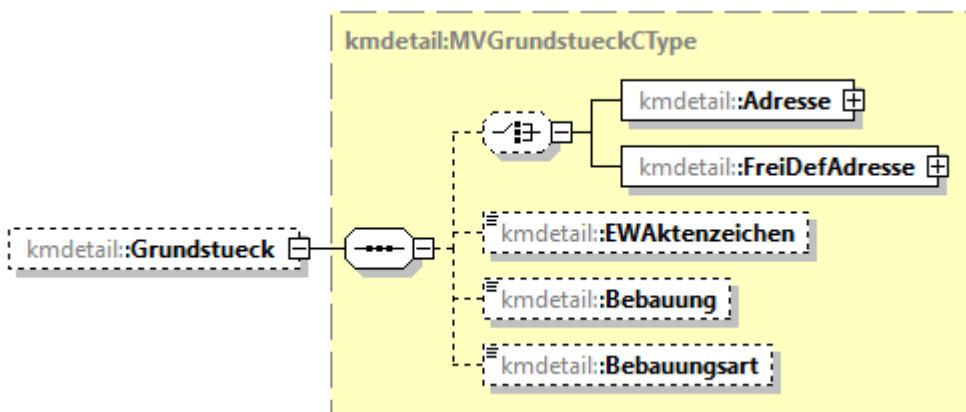 kmdetail:MVGrundstueckCType
kmdetail::Adresse
kmdetail::FreiDefAdresse
kmdetail::EWAktenzeichen
kmdetail::Grundstueck
kmdetail::Bebauung
kmdetail::Bebauungsart